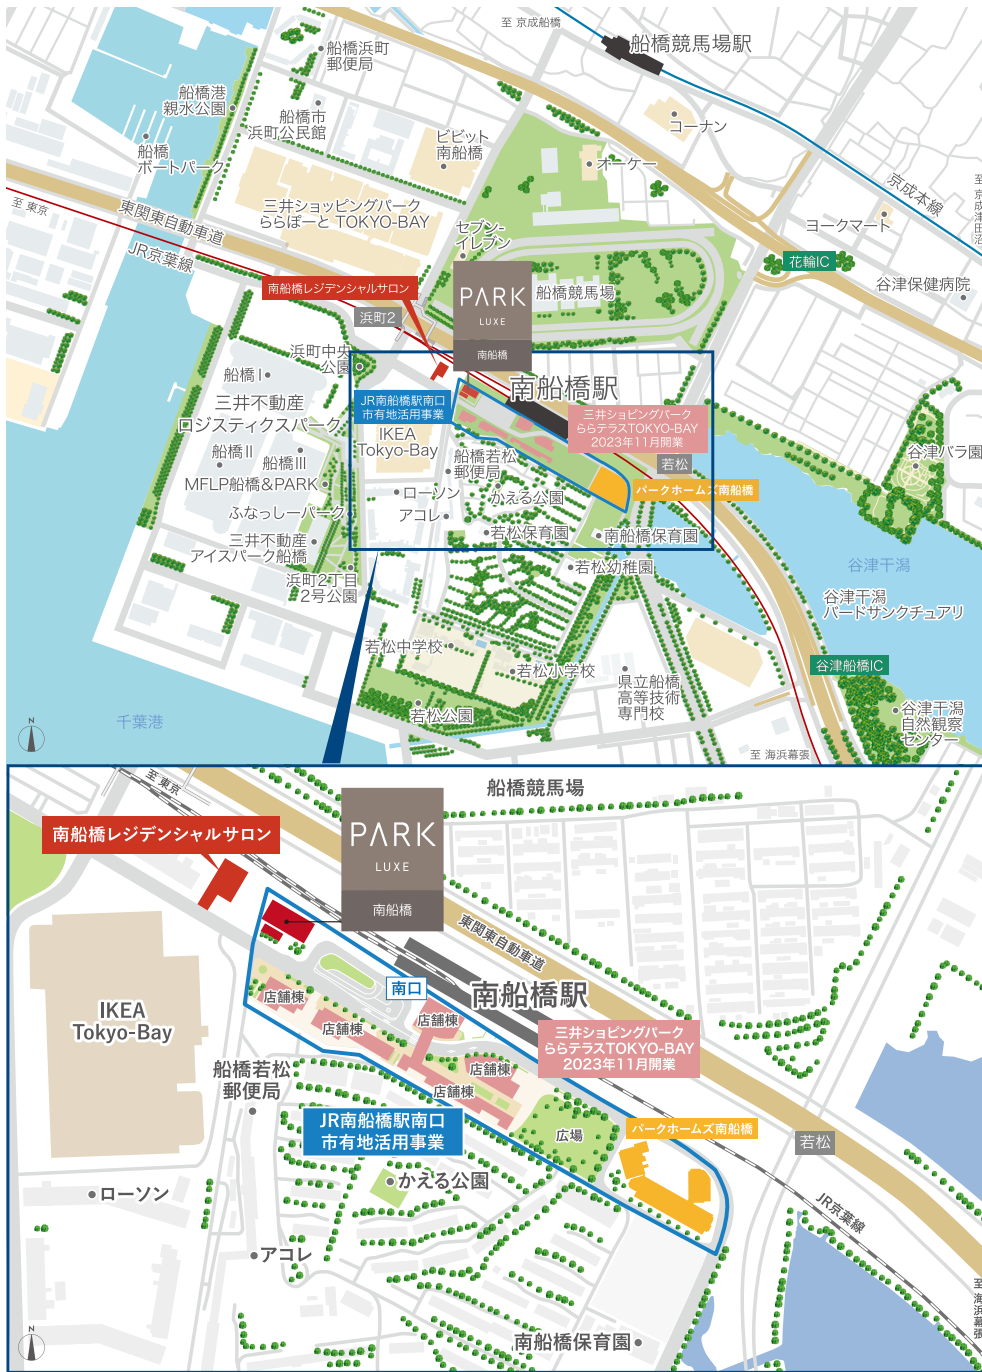 至 京成船橋
船橋競馬場駅
船橋浜町
郵便局
船橋港
親水公園
船橋市
浜町公民館
コーナン
船橋
ボートパーク
ビビット
南船橋
オーケー
京成本線
至 京成津田沼
至 東京
東関東自動車道
三井ショッピングパーク
ららぽーと TOKYO-BAY
ヨークマート
JR京葉線
セブン-
イレブン
花輪IC
谷津保健病院
南船橋レジデンシャルサロン
PARK
LUXE
南船橋
船橋競馬場
浜町2
浜町中央
公園
船橋Ⅰ
南船橋駅
三井不動産
ロジスティクスパーク
JR南船橋駅南口
市有地活用事業
三井ショピングパーク
ららテラスTOKYO-BAY
2023年11月開業
IKEA
Tokyo-Bay
船橋Ⅱ
船橋Ⅲ
船橋若松
郵便局
若松
谷津バラ園
MFLP船橋&PARK
ローソン
かえる公園
パークホームズ南船橋
ふなっしーパーク
アコレ
若松保育園
南船橋保育園
三井不動産
アイスパーク船橋
若松幼稚園
谷津干潟
浜町2丁目
2号公園
谷津干潟
バードサンクチュアリ
若松中学校
若松小学校
谷津船橋IC
県立船橋
高等技術
専門校
若松公園
谷津干潟
自然観察
センター
千葉港
N
至 海浜幕張
至 東京
船橋競馬場
南船橋レジデンシャルサロン
PARK
LUXE
南船橋
東関東自動車道
南口
南船橋駅
店舗棟
店舗棟
店舗棟
IKEA
Tokyo-Bay
三井ショピングパーク
ららテラスTOKYO-BAY
2023年11月開業
店舗棟
店舗棟
船橋若松
郵便局
JR南船橋駅南口
市有地活用事業
広場
パークホームズ南船橋
若松
かえる公園
ローソン
JR京葉線
アコレ
至 海浜幕張
N
南船橋保育園